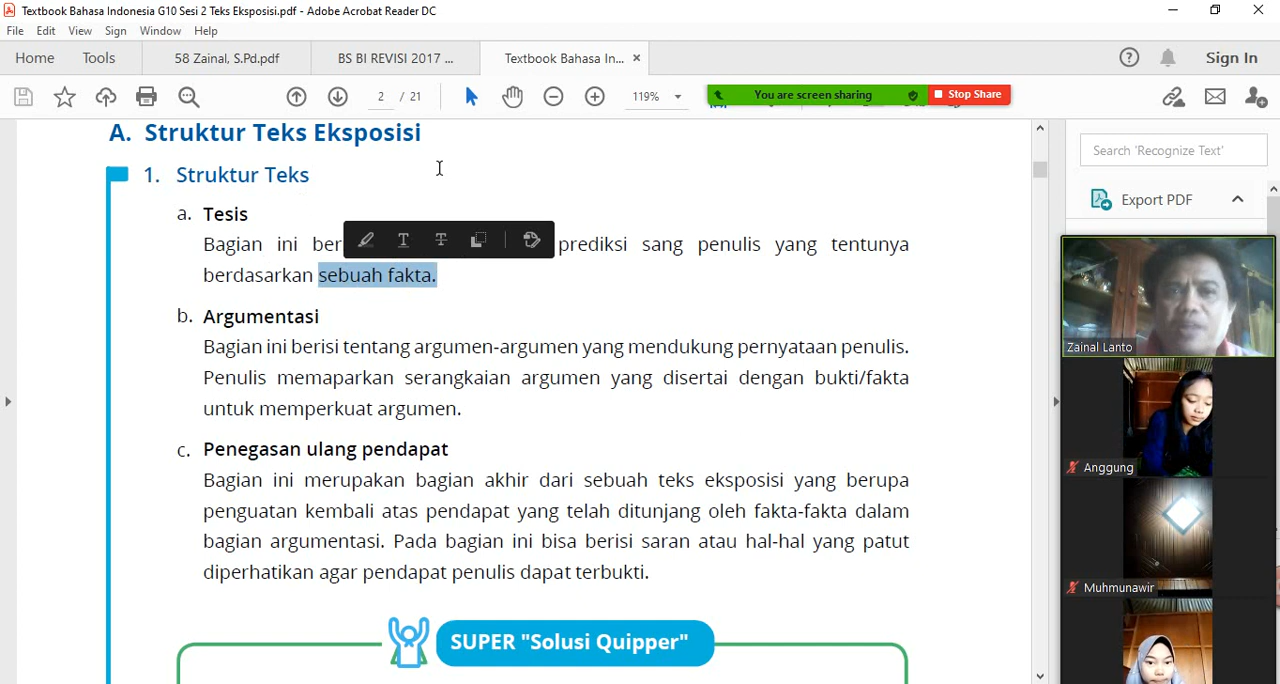 Textbook Bahasa Indonesia G10 Sesi 2 Teks Eksposisi.pdf - Adobe Acrobat Reader DC
File Edit View Sign Window Help
Home Tools 58 Zainal, S.Pd.pdf BS BI REVISI 2017 ... Textbook Bahasa In... × Sign In
2 / 21 119% You are screen sharing Stop Share
Search 'Recognize Text'
Export PDF
A. Struktur Teks Eksposisi
1. Struktur Teks
a. Tesis
Bagian ini ber prediksi sang penulis yang tentunya
berdasarkan sebuah fakta.
b. Argumentasi
Bagian ini berisi tentang argumen-argumen yang mendukung pernyataan penulis.
Penulis memaparkan serangkaian argumen yang disertai dengan bukti/fakta
untuk memperkuat argumen.
c. Penegasan ulang pendapat
Bagian ini merupakan bagian akhir dari sebuah teks eksposisi yang berupa
penguatan kembali atas pendapat yang telah ditunjang oleh fakta-fakta dalam
bagian argumentasi. Pada bagian ini bisa berisi saran atau hal-hal yang patut
diperhatikan agar pendapat penulis dapat terbukti.
SUPER "Solusi Quipper"
Zainal Lanto
Anggung
Muhmunawir